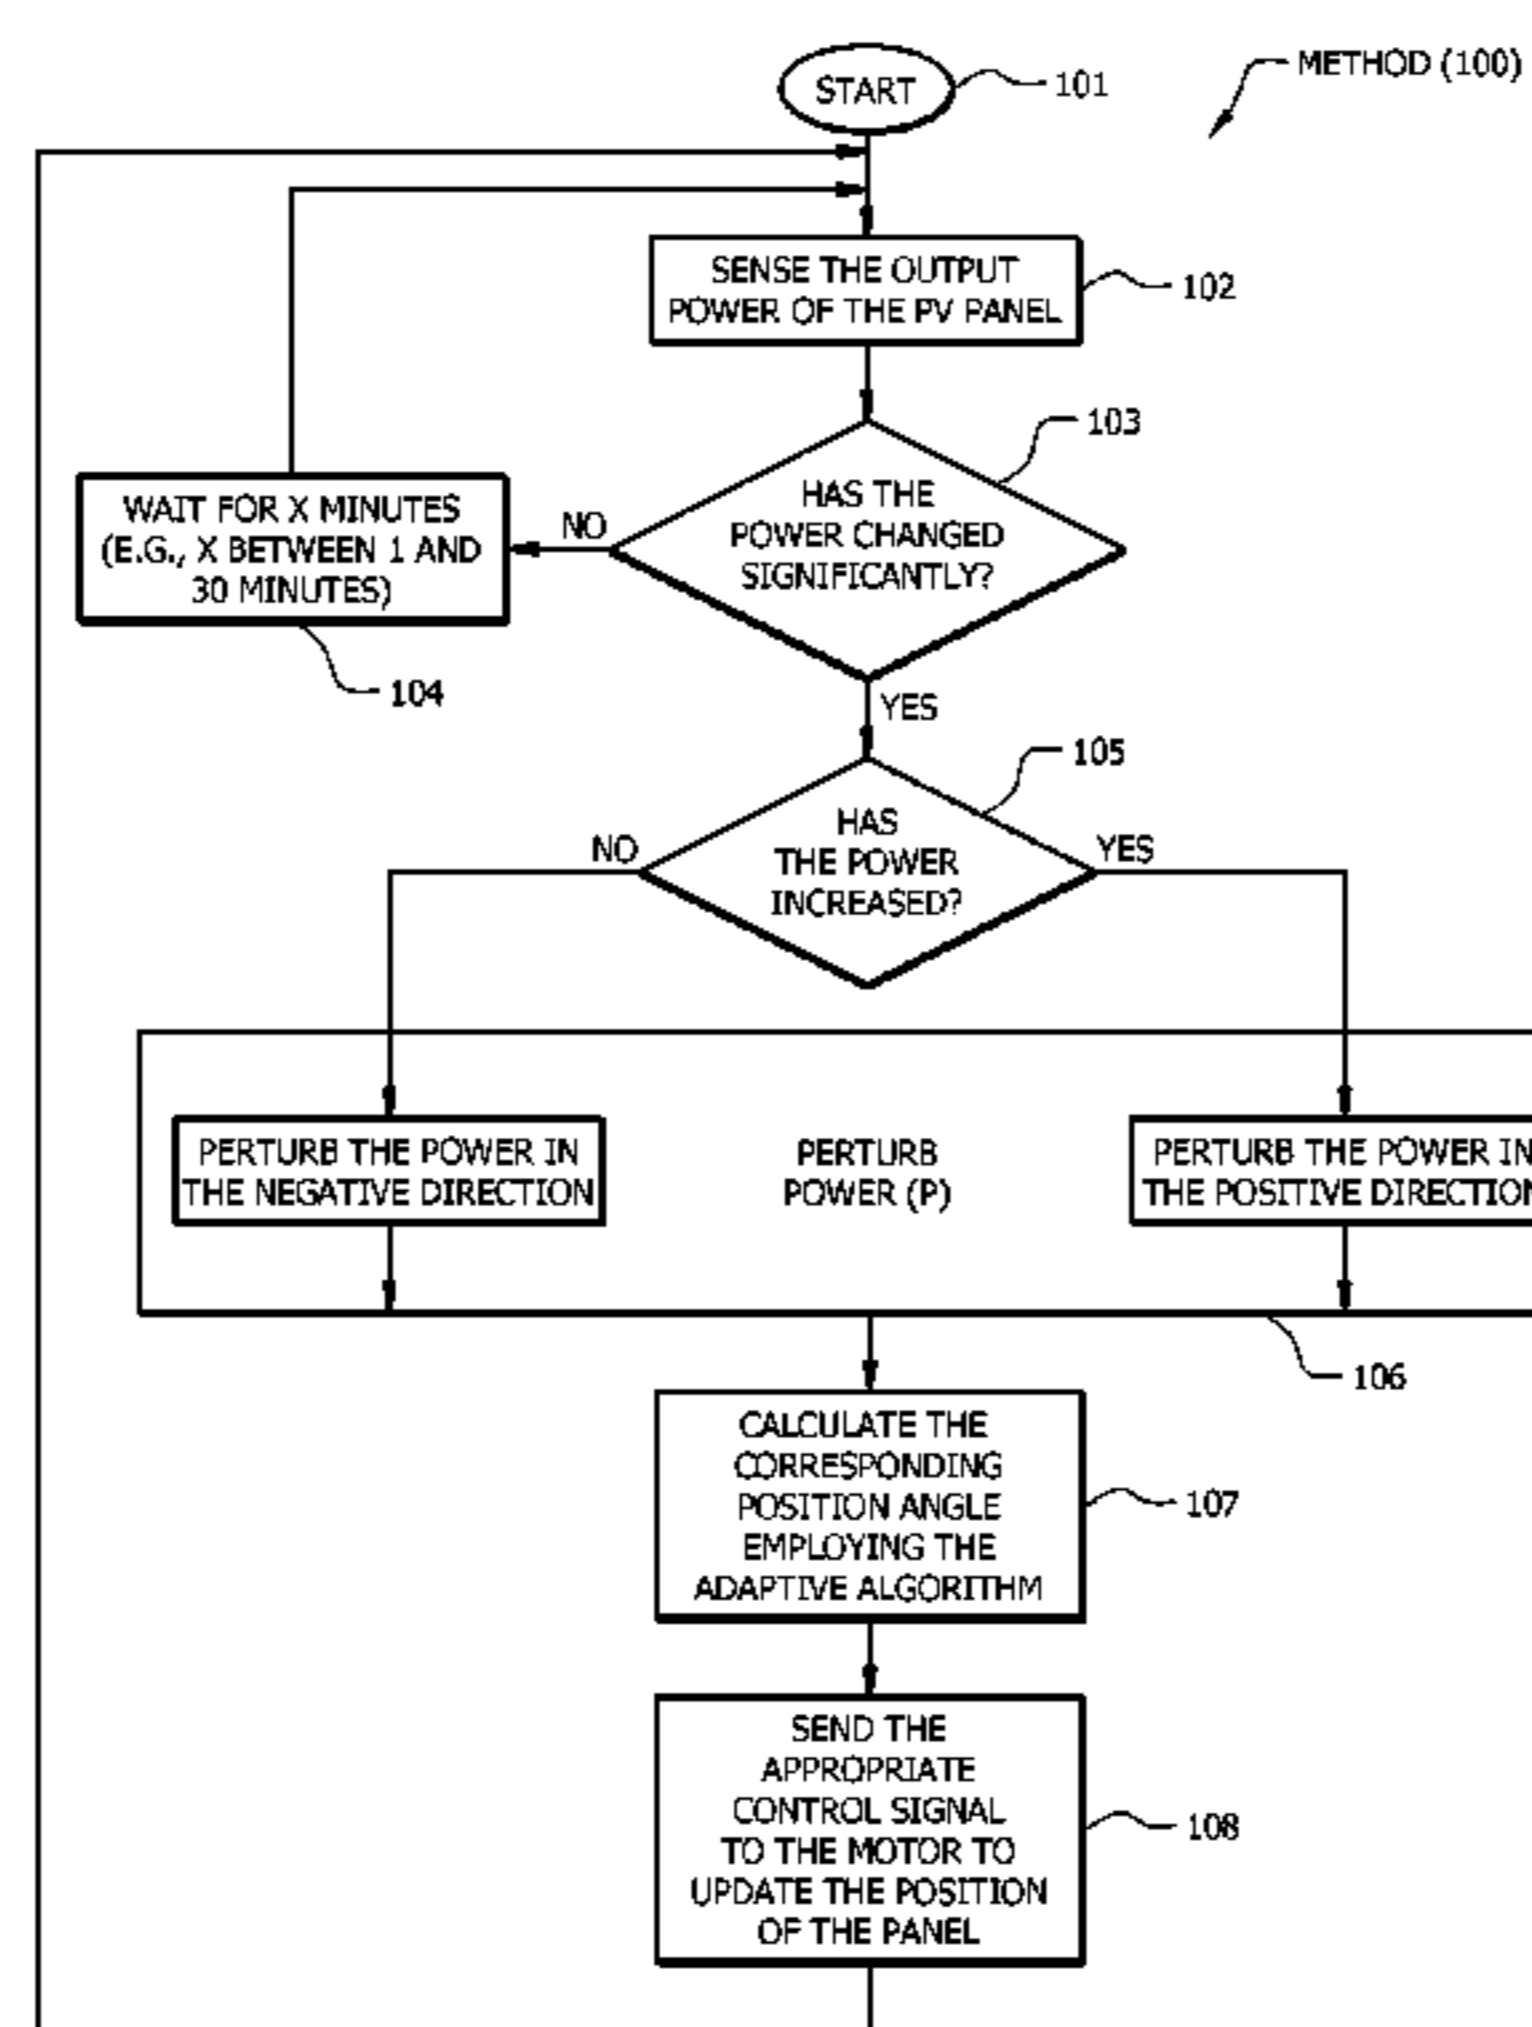 START
101
METHOD (100)
SENSE THE OUTPUT
POWER OF THE PV PANEL
102
103
HAS THE
POWER CHANGED
SIGNIFICANTLY?
NO
WAIT FOR X MINUTES
(E.G., X BETWEEN 1 AND
30 MINUTES)
104
YES
105
HAS
THE POWER
INCREASED?
NO
YES
PERTURB THE POWER IN
THE NEGATIVE DIRECTION
PERTURB
POWER (P)
PERTURB THE POWER IN
THE POSITIVE DIRECTION
106
CALCULATE THE
CORRESPONDING
POSITION ANGLE
EMPLOYING THE
ADAPTIVE ALGORITHM
107
SEND THE
APPROPRIATE
CONTROL SIGNAL
TO THE MOTOR TO
UPDATE THE POSITION
OF THE PANEL
108